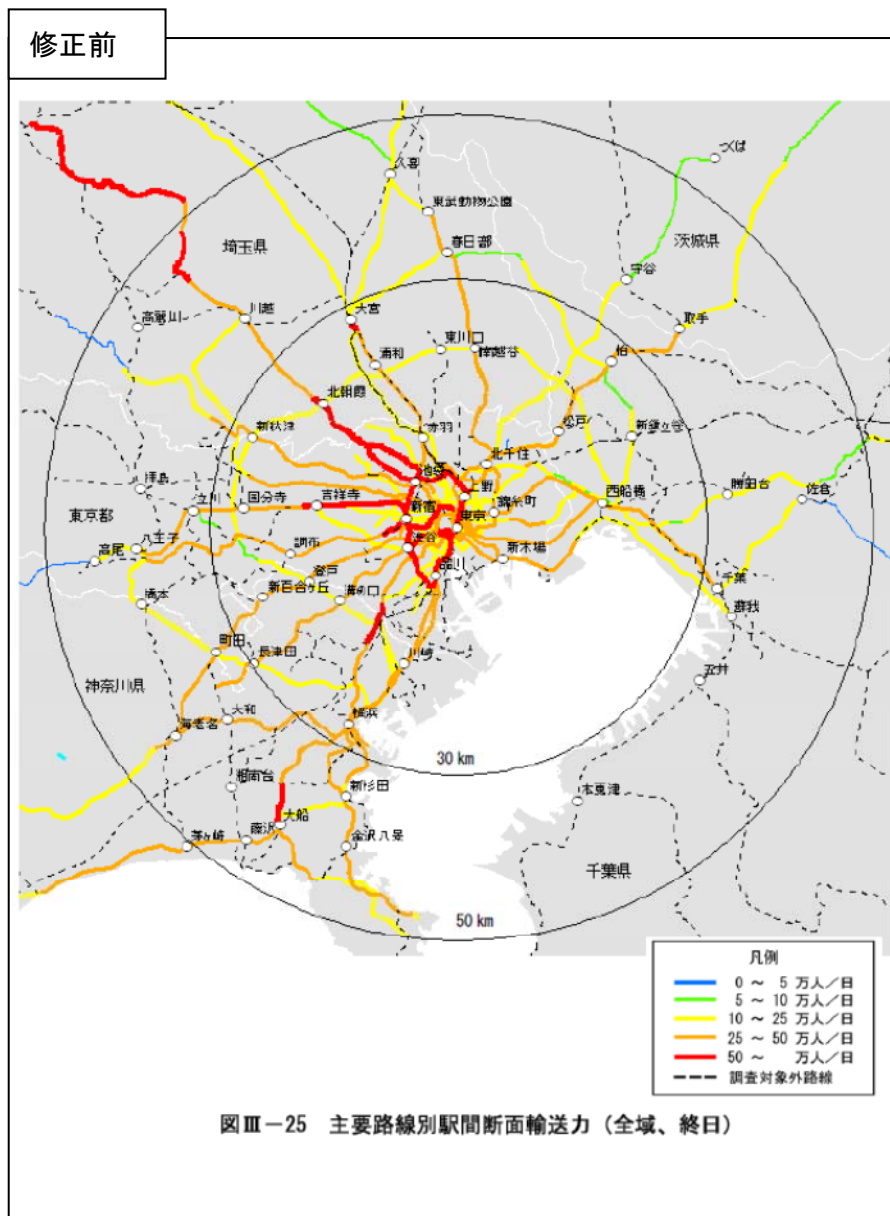 修正前
つくば
久喜
東武動物公園
春日部
茨城県
埼玉県
守谷
高麗川
川越
大宮
取手
東川口
南越谷
柏
浦和
北朝霞
赤羽
松戸
新秋津
新鎌ヶ谷
北千住
池袋
拝島
上野
勝田台
佐倉
立川
国分寺
吉祥寺
錦糸町
西船橋
東京都
新宿
東京
八王子
高尾
調布
渋谷
新木場
登戸
品川
千葉
橋本
新百合ヶ丘
溝の口
蘇我
町田
長津田
川崎
五井
神奈川県
大和
横浜
海老名
30 km
相南台
新杉田
木更津
大船
茅ヶ崎
藤沢
金沢八景
千葉県
50 km
凡例
0 ～ 5 万人／日
5 ～ 10 万人／日
10 ～ 25 万人／日
25 ～ 50 万人／日
50 ～ 万人／日
調査対象外路線
図Ⅲ－25 主要路線別駅間断面輸送力（全域、終日）